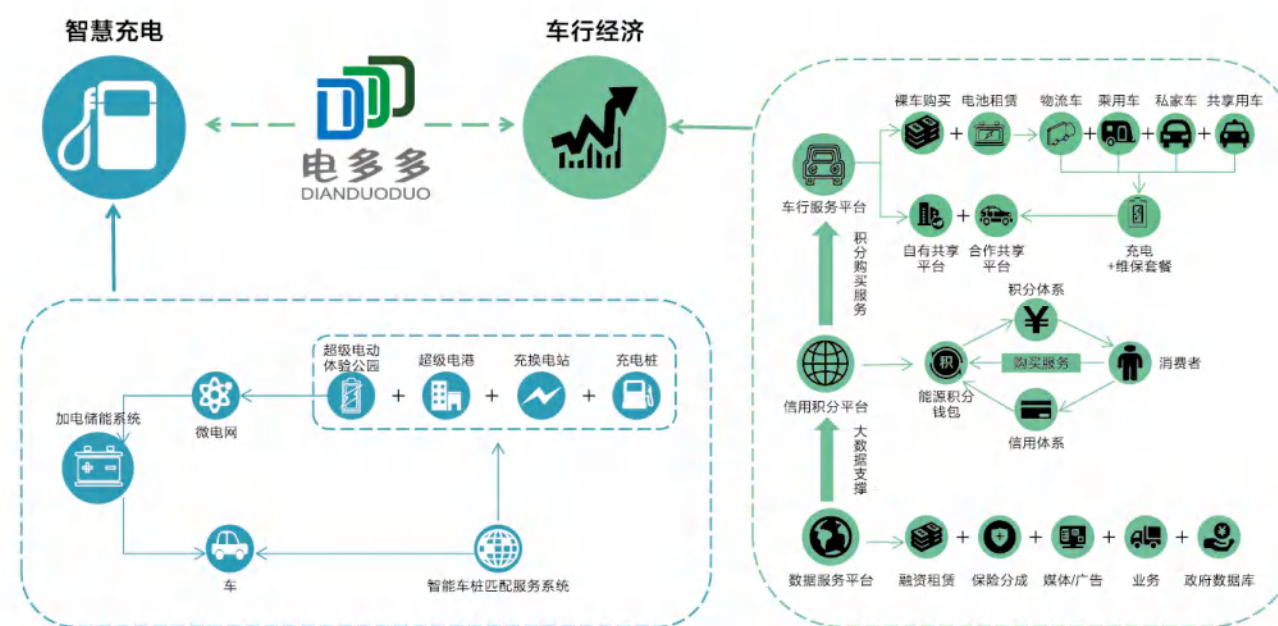 智慧充电
车行经济
DDD
电多多
DIANDUODUO
裸车购买 + 电池租赁
物流车 + 乘用车 + 私家车 + 共享用车
车行服务平台
自有共享
平台
+
合作共享
平台
充电
+维保套餐
积分购买服务
积分体系
¥
积
购买服务
消费者
能源积分
钱包
信用体系
信用积分平台
大数据支撑
数据服务平台
融资租赁 + 保险分成 + 媒体/广告 + 业务 + 政府数据库
超级电动
体验公园
+
超级电港
+
充换电站
+
充电桩
微电网
加电储能系统
车
智能车桩匹配服务系统